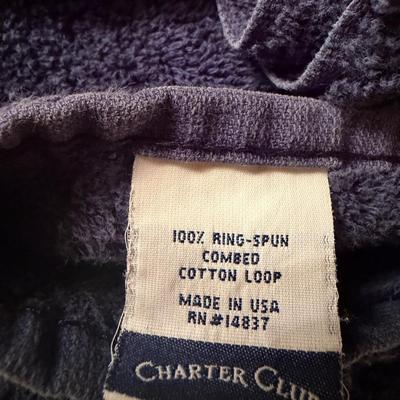 100% RING-SPUN
COMBED
COTTON LOOP
MADE IN USA
RN#14837
CHARTER CLUB